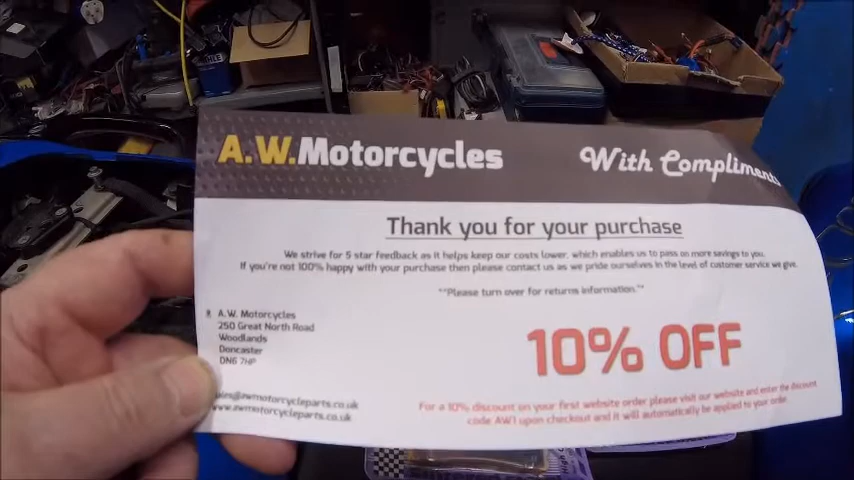 A.W. MOTORCYCLES
With Compliments
Thank you for your purchase
We strive for 5 star feedback as it helps keep our costs lower, which enables us to pass on more savings to you.
If you're not 100% happy with your purchase then please contact us as we pride ourselves in the level of customer service we give.
**Please turn over for returns information.**
A.W. Motorcycles
250 Great North Road
Woodlands
Doncaster
DN6 7HP
10% OFF
sales@awmotorcycleparts.co.uk
www.awmotorcycleparts.co.uk
For a 10% discount on your first website order, please visit our website and enter the discount
code AW1 upon checkout and it will automatically be applied to your order.